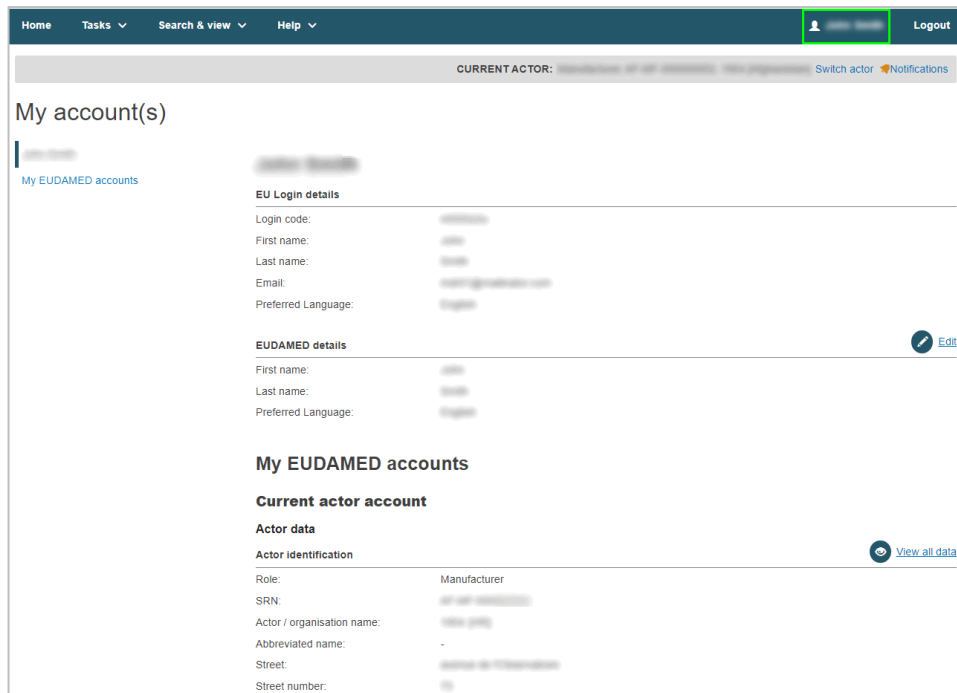 Home Tasks Search & view Help Logout
CURRENT ACTOR: Switch actor Notifications
My account(s)
My EUDAMED accounts
EU Login details
Login code:
First name:
Last name:
Email:
Preferred Language:
EUDAMED details Edit
First name:
Last name:
Preferred Language:
My EUDAMED accounts
Current actor account
Actor data
Actor identification View all data
Role: Manufacturer
SRN:
Actor / organisation name:
Abbreviated name: -
Street:
Street number: